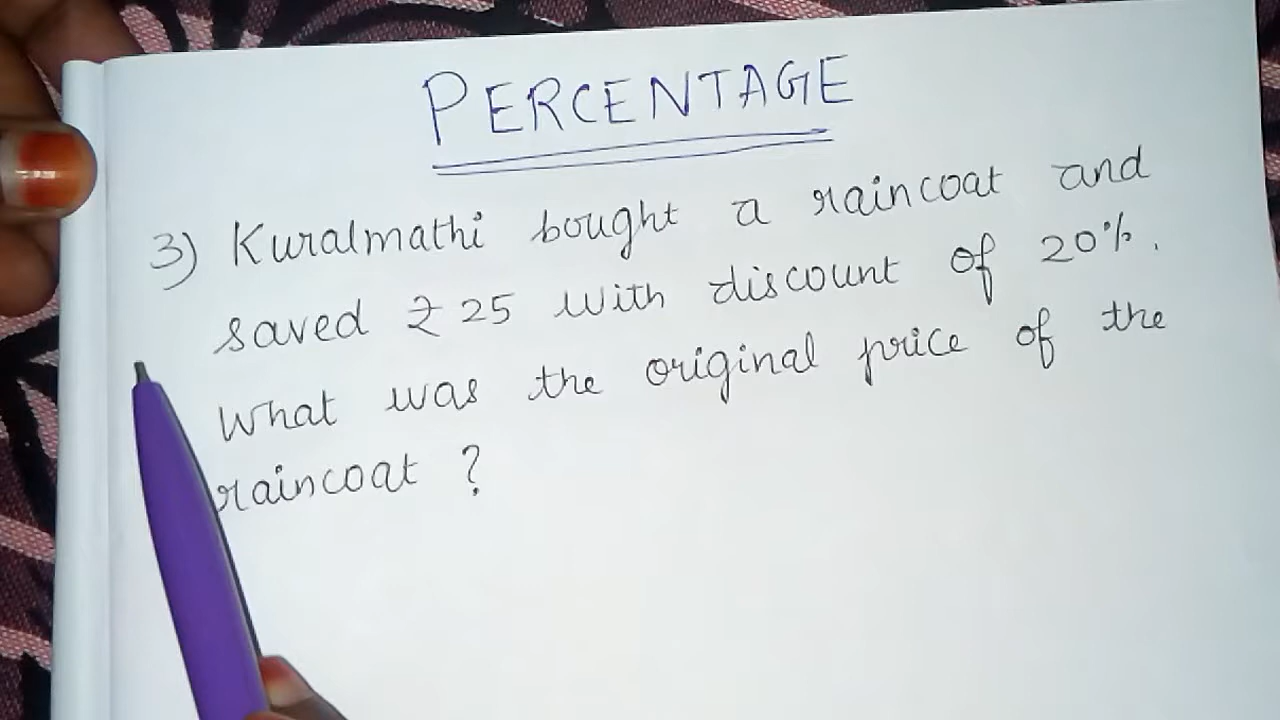 PERCENTAGE
3) Kuralmathi bought a raincoat and
saved ₹ 25 with discount of 20%.
What was the original price of the
raincoat ?